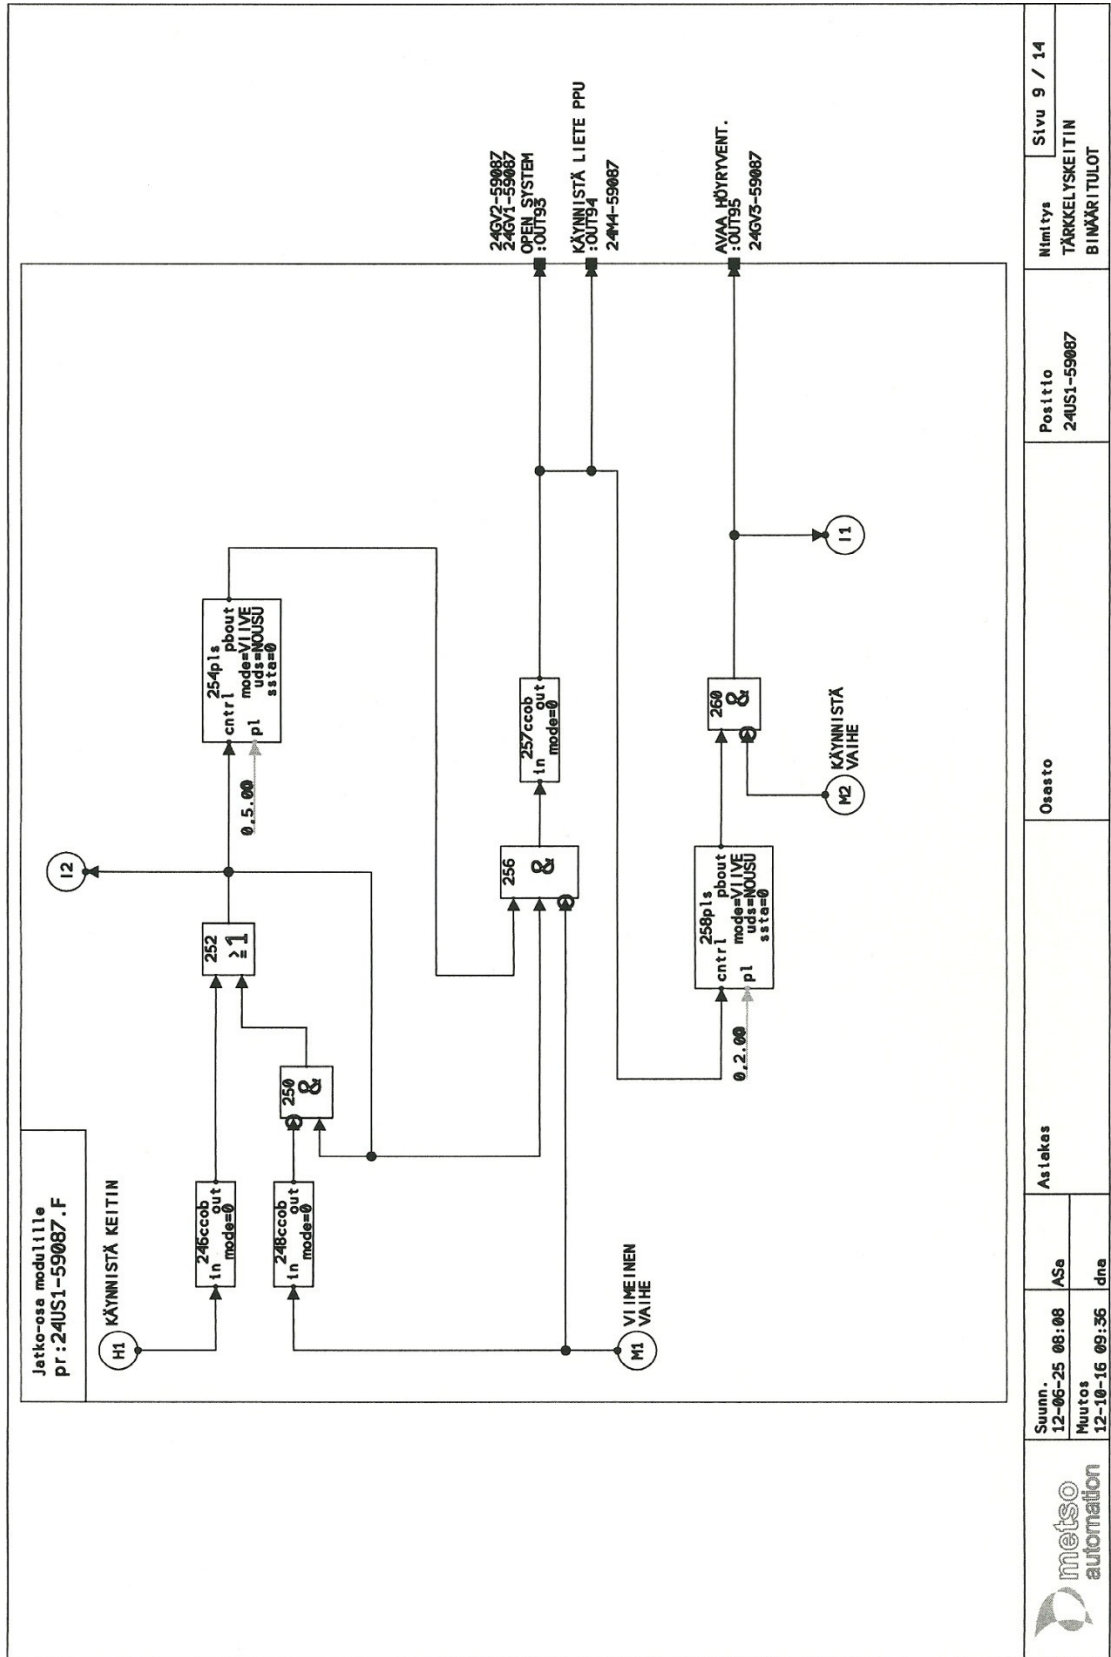 Jatko-osa modulille
pr:24US1-59087.F
H1
KÄYNNISTÄ KEITIN
246ccob
in out
mode=0
248ccob
in out
mode=0
M1
VIIMEINEN
VAIHE
250
&
252
≥1
I2
0.5.00
254pls
cntrl pbout
mode=VIIVE
pl uds=NOUSU
ssta=0
256
&
257ccob
in out
mode=0
0.2.00
258pls
cntrl pbout
mode=VIIVE
pl uds=NOUSU
ssta=0
M2
KÄYNNISTÄ
VAIHE
260
&
I1
24GV2-59087
24GV1-59087
OPEN SYSTEM
:OUT93
KÄYNNISTÄ LIETE PPU
:OUT94
24M4-59087
AVAA HÖYRYVENT.
:OUT95
24GV3-59087
metso
automation
Suunn.
12-06-25 08:08 ASa
Muutos
12-10-16 09:36 dna
Asiakas
Osasto
Positio
24US1-59087
Nimitys
Sivu 9 / 14
TÄRKKELYSKEITIN
BINÄÄRITULOT